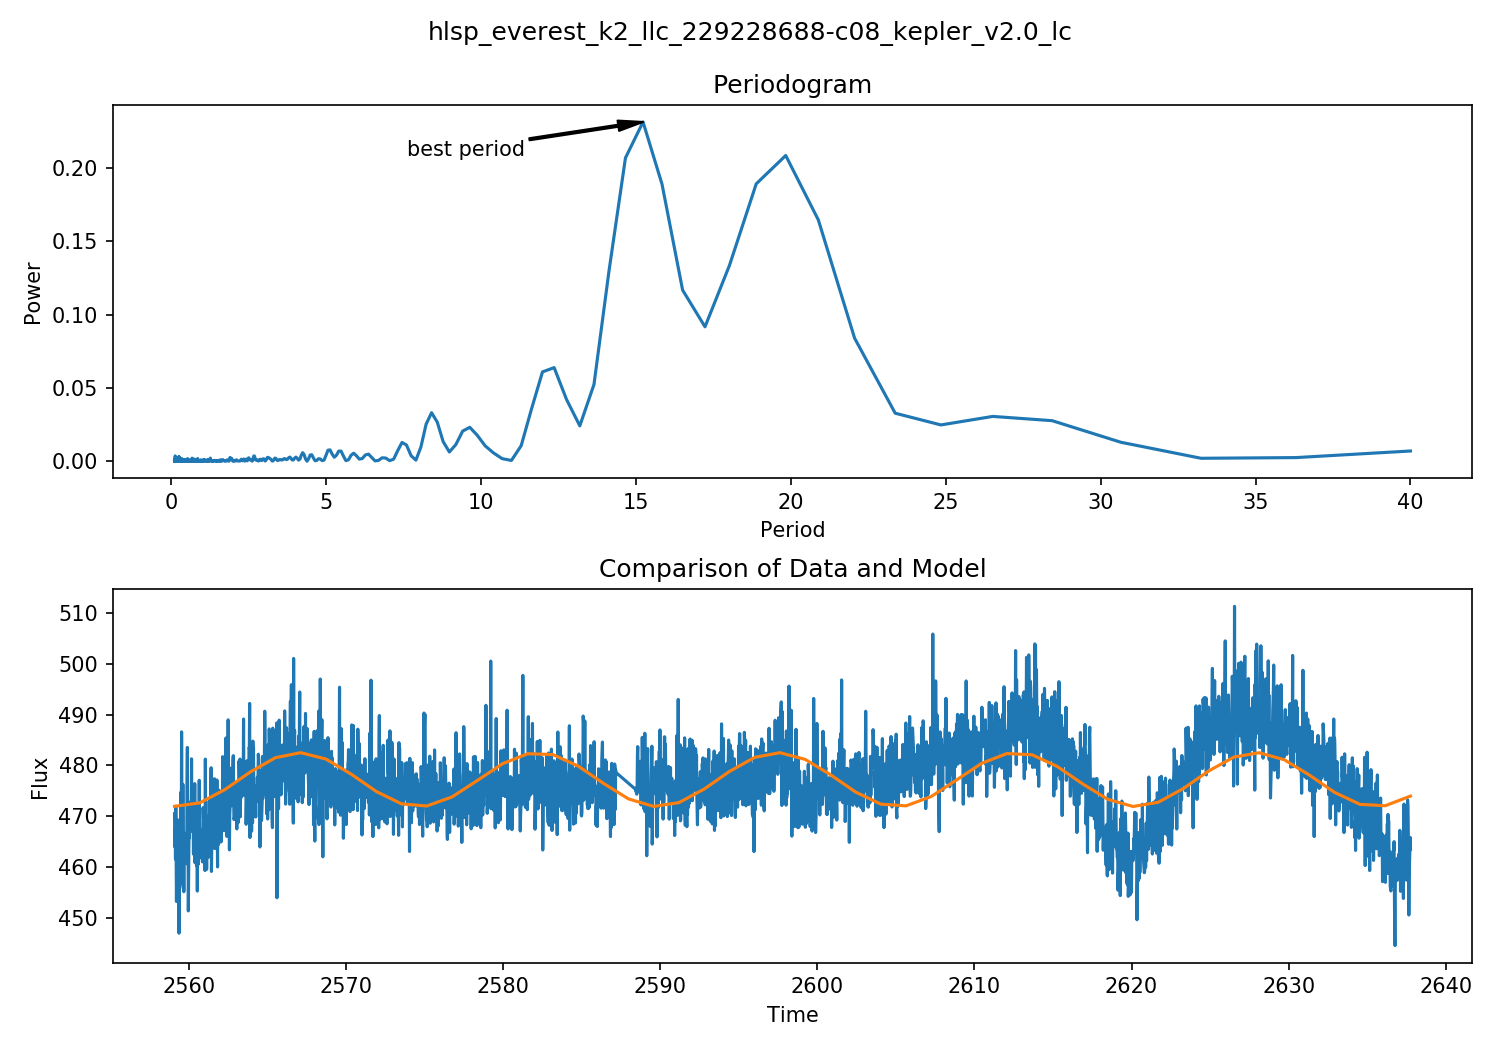 hlsp_everest_k2_llc_229228688-c08_kepler_v2.0_lc
Periodogram
best period
Power
0.20
0.15
0.10
0.05
0.00
0 5 10 15 20 25 30 35 40
Period
Comparison of Data and Model
Flux
510
500
490
480
470
460
450
2560 2570 2580 2590 2600 2610 2620 2630 2640
Time